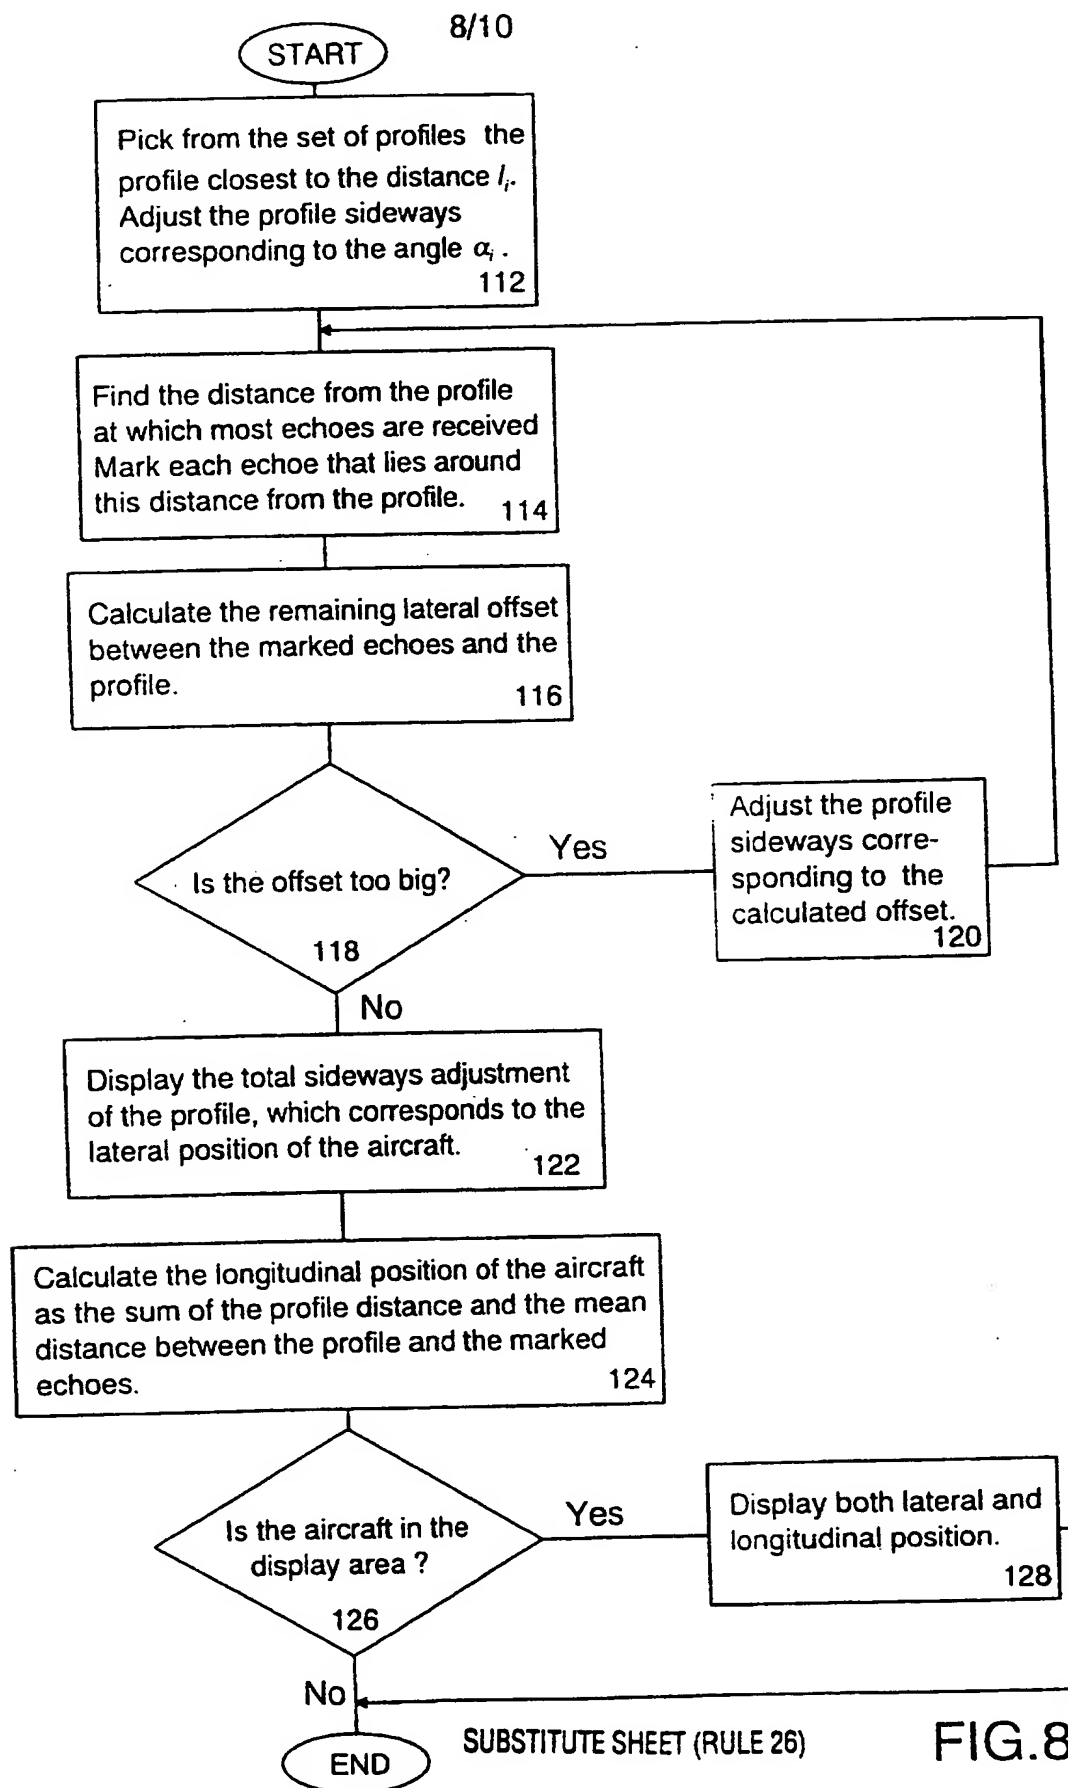 8/10
START
Pick from the set of profiles the
profile closest to the distance lᵢ.
Adjust the profile sideways
corresponding to the angle αᵢ.
112
Find the distance from the profile
at which most echoes are received
Mark each echoe that lies around
this distance from the profile.
114
Calculate the remaining lateral offset
between the marked echoes and the
profile.
116
Is the offset too big?
118
Yes
Adjust the profile
sideways corre-
sponding to the
calculated offset.
120
No
Display the total sideways adjustment
of the profile, which corresponds to the
lateral position of the aircraft.
122
Calculate the longitudinal position of the aircraft
as the sum of the profile distance and the mean
distance between the profile and the marked
echoes.
124
Is the aircraft in the
display area ?
126
Yes
Display both lateral and
longitudinal position.
128
No
END
SUBSTITUTE SHEET (RULE 26)
FIG.8